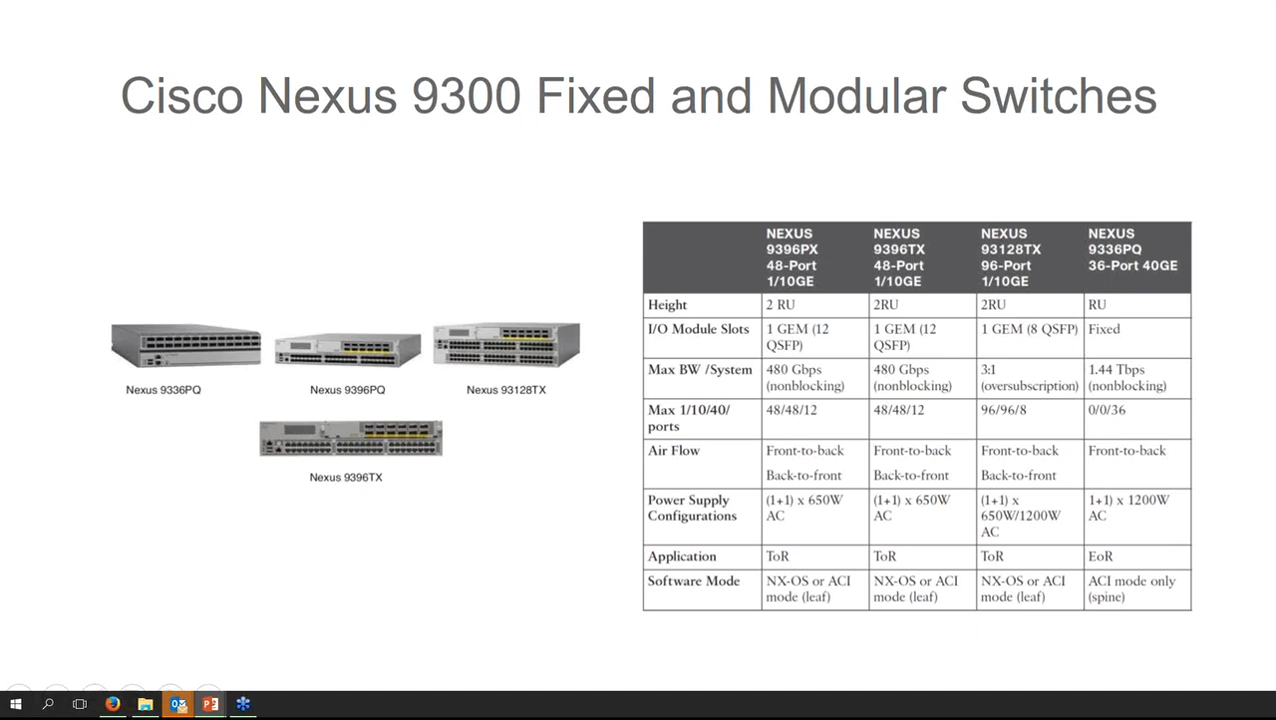 Cisco Nexus 9300 Fixed and Modular Switches
Nexus 9336PQ
Nexus 9396PQ
Nexus 93128TX
Nexus 9396TX
NEXUS
9396PX
48-Port
1/10GE
NEXUS
9396TX
48-Port
1/10GE
NEXUS
93128TX
96-Port
1/10GE
NEXUS
9336PQ
36-Port 40GE
Height
2 RU
2RU
2RU
RU
I/O Module Slots
1 GEM (12
QSFP)
1 GEM (12
QSFP)
1 GEM (8 QSFP)
Fixed
Max BW /System
480 Gbps
(nonblocking)
480 Gbps
(nonblocking)
3:1
(oversubscription)
1.44 Tbps
(nonblocking)
Max 1/10/40/
ports
48/48/12
48/48/12
96/96/8
0/0/36
Air Flow
Front-to-back
Back-to-front
Front-to-back
Back-to-front
Front-to-back
Back-to-front
Front-to-back
Power Supply
Configurations
(1+1) x 650W
AC
(1+1) x 650W
AC
(1+1) x
650W/1200W
AC
1+1) x 1200W
AC
Application
ToR
ToR
ToR
EoR
Software Mode
NX-OS or ACI
mode (leaf)
NX-OS or ACI
mode (leaf)
NX-OS or ACI
mode (leaf)
ACI mode only
(spine)